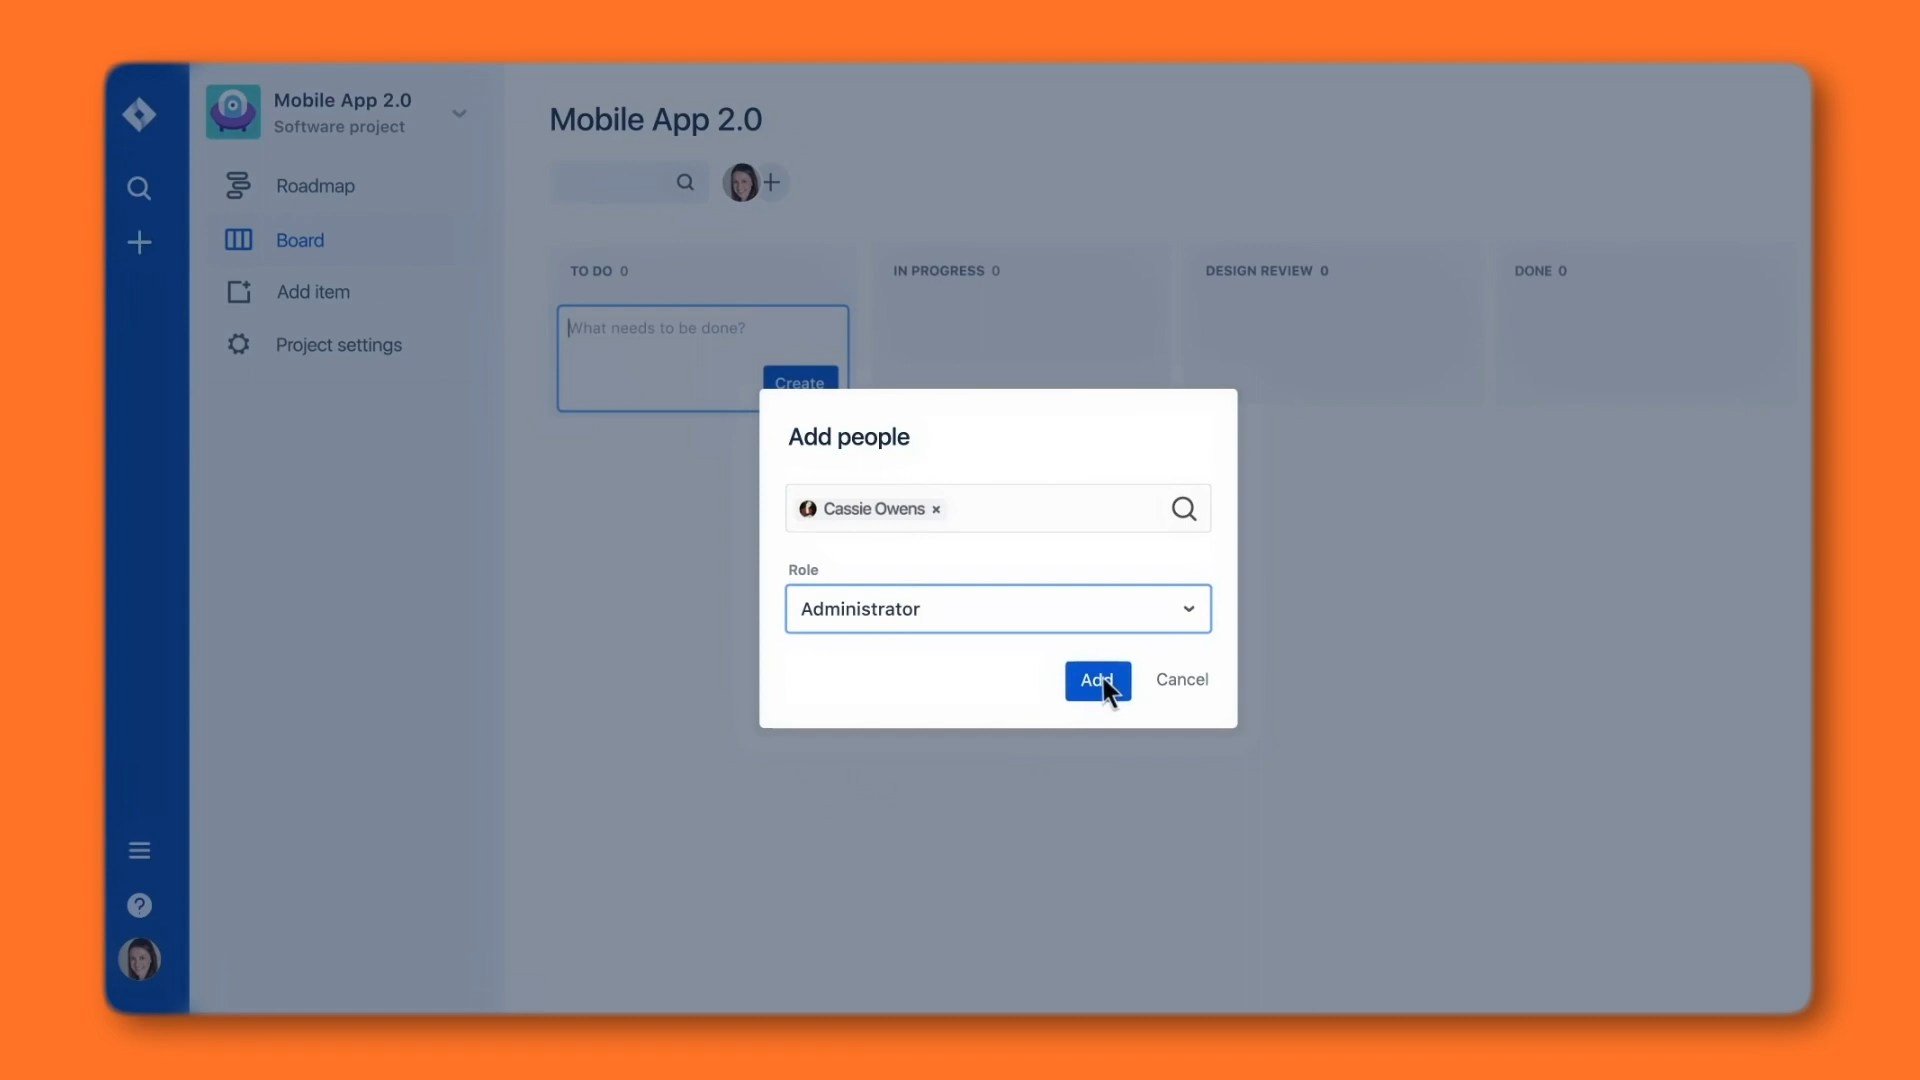 Mobile App 2.0
Software project
Roadmap
Board
Add item
Project settings
Mobile App 2.0
TO DO 0
IN PROGRESS 0
DESIGN REVIEW 0
DONE 0
What needs to be done?
Create
Add people
Cassie Owens ×
Role
Administrator
Add
Cancel